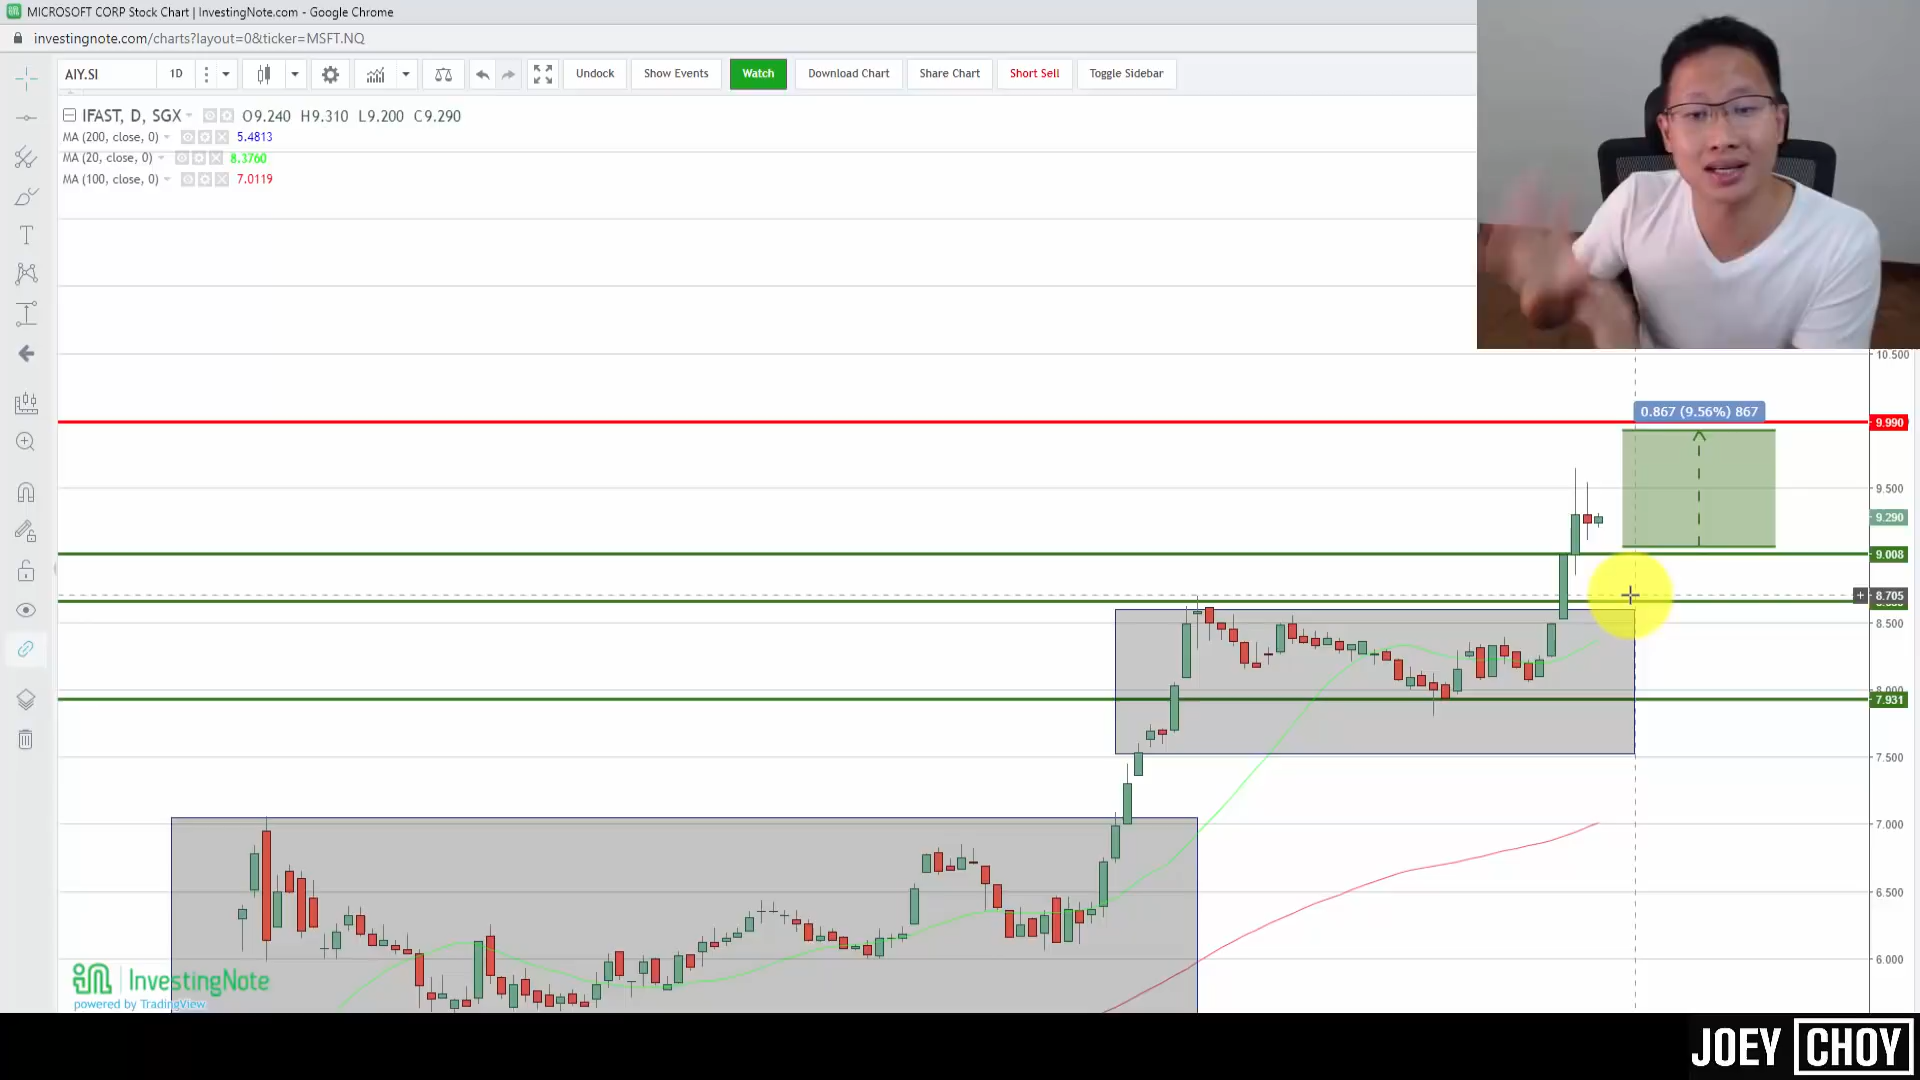 MICROSOFT CORP Stock Chart | InvestingNote.com - Google Chrome
investingnote.com/charts?layout=0&ticker=MSFT.NQ
AIY.SI 1D Undock Show Events Watch Download Chart Share Chart Short Sell Toggle Sidebar
IFAST, D, SGX O9.240 H9.310 L9.200 C9.290
MA (200, close, 0) 5.4813
MA (20, close, 0) 8.3760
MA (100, close, 0) 7.0119
10.500
0.867 (9.56%) 867
9.990
9.500
9.290
9.008
8.705
8.500
8.000
7.931
7.500
7.000
6.500
6.000
InvestingNote
powered by TradingView
JOEY CHOY